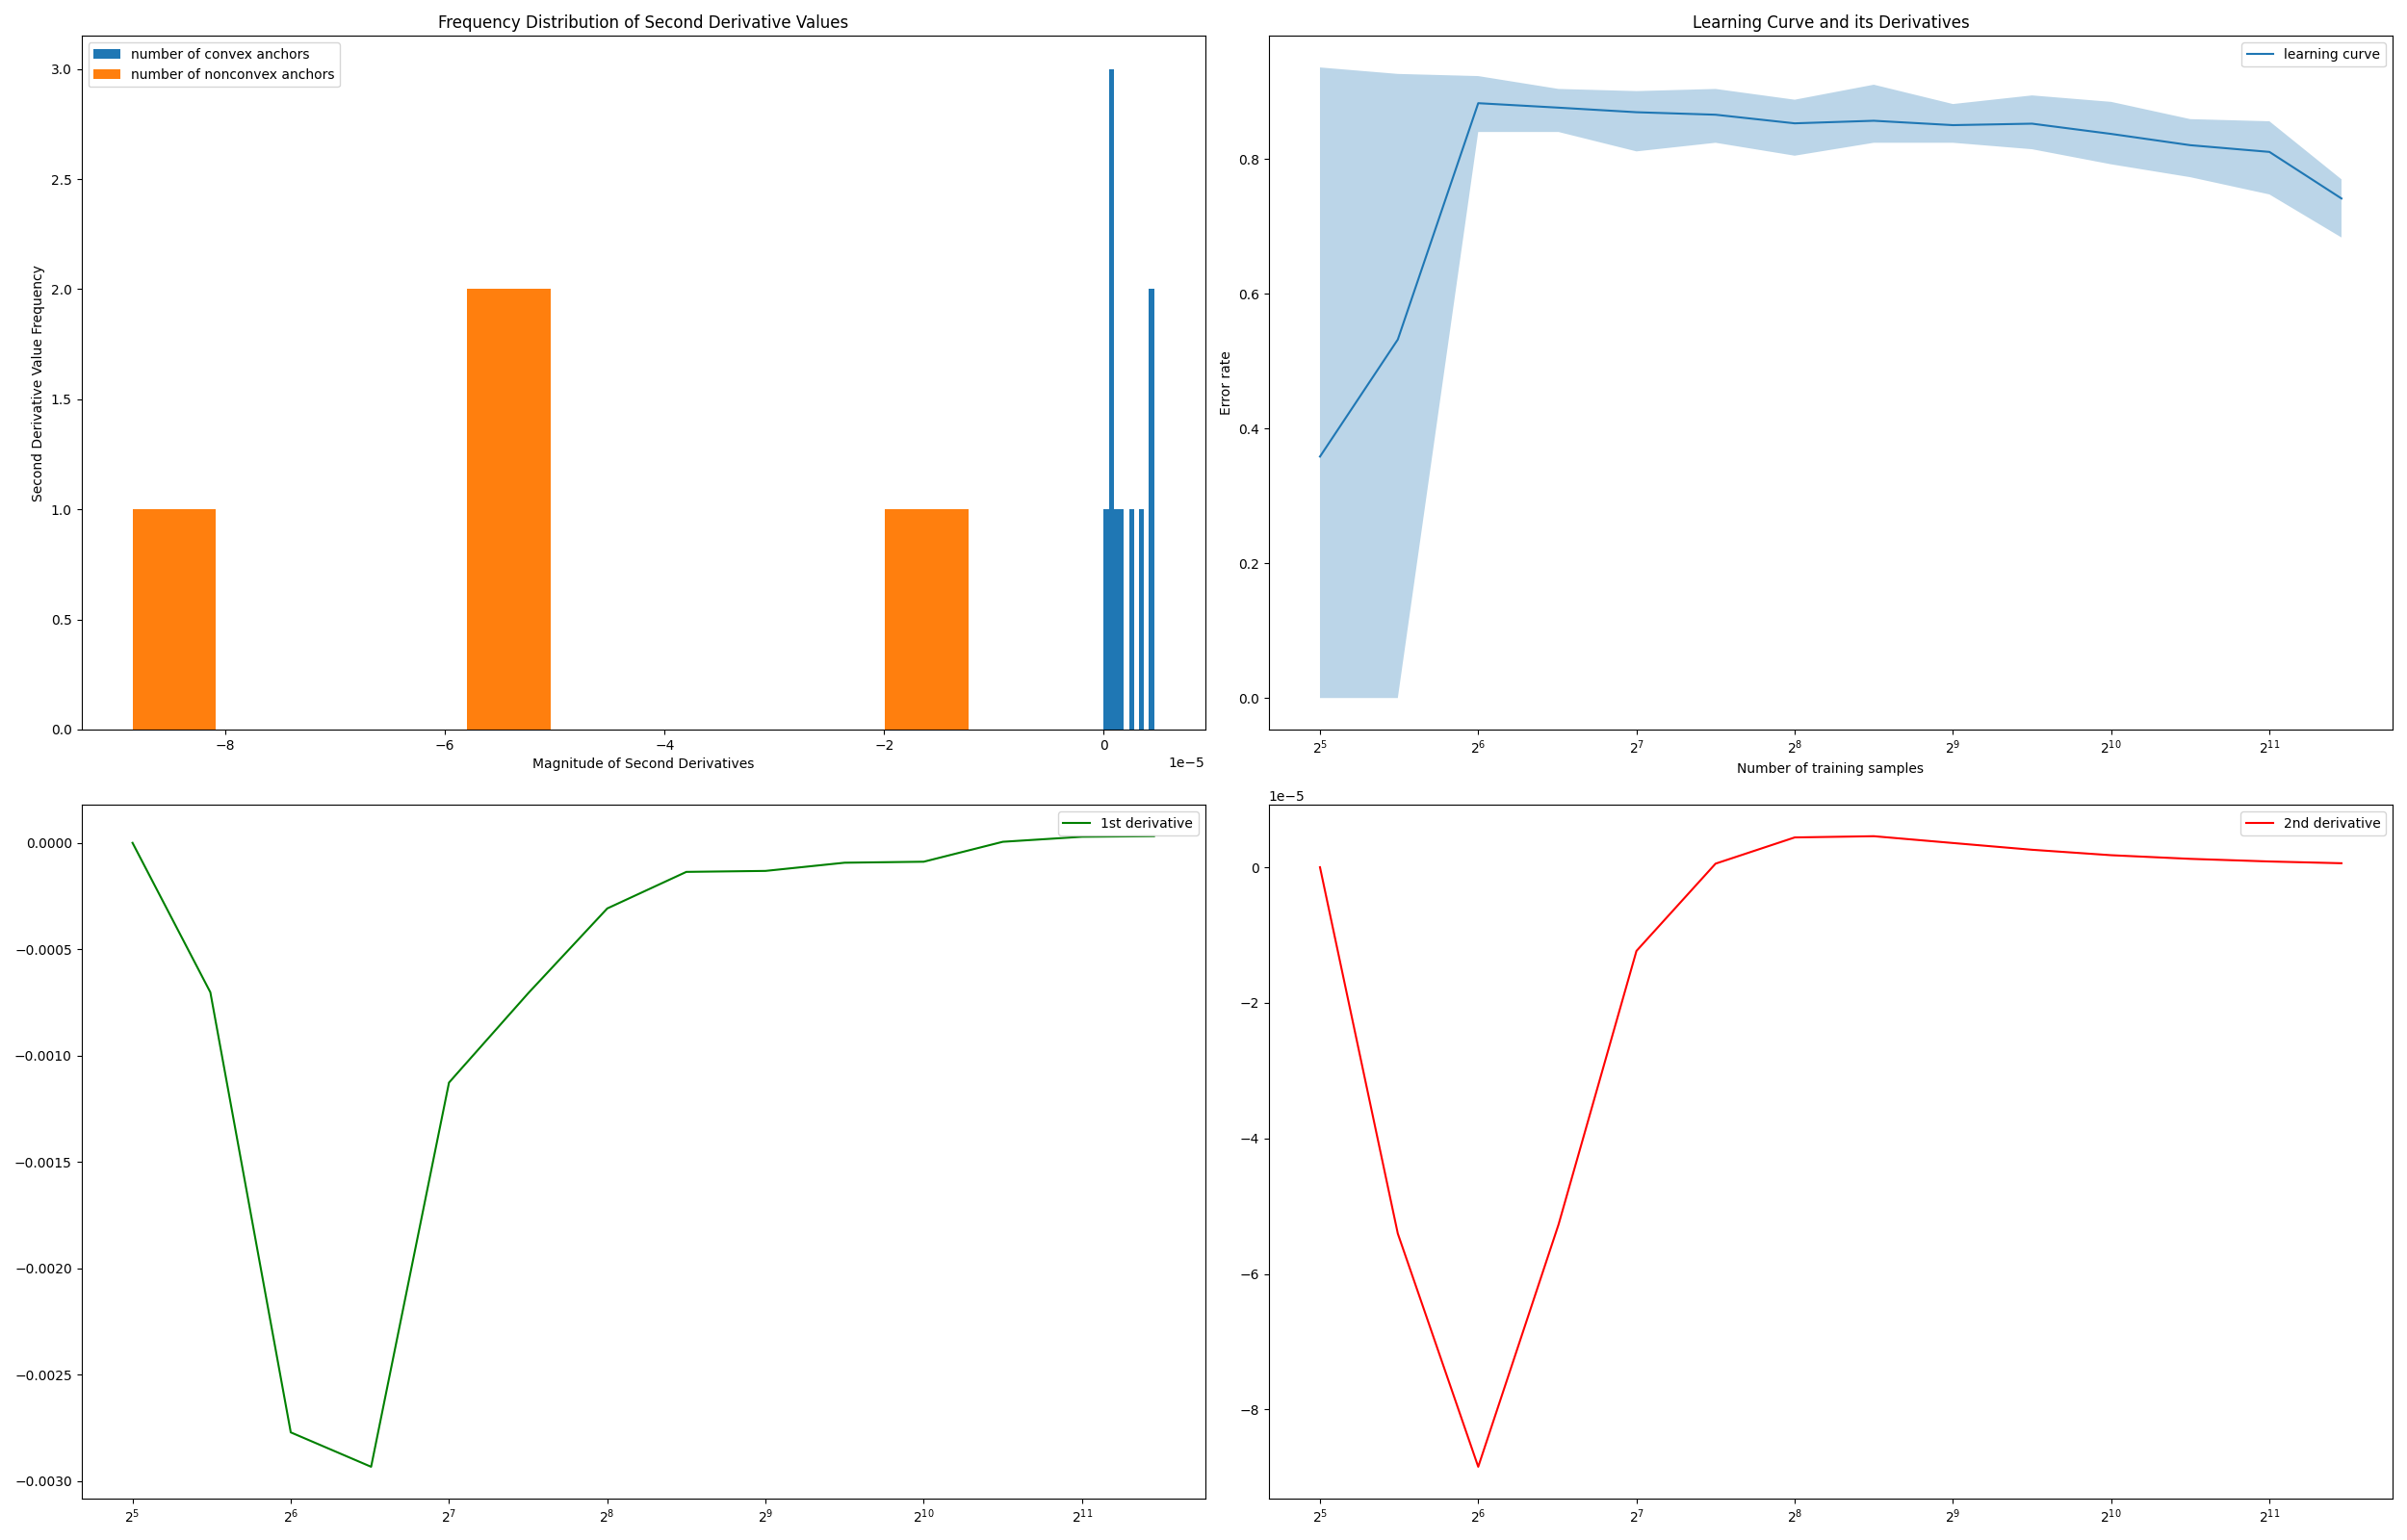 Frequency Distribution of Second Derivative Values
number of convex anchors
number of nonconvex anchors
3.0
2.5
2.0
1.5
1.0
0.5
0.0
Second Derivative Value Frequency
−8 −6 −4 −2 0
1e−5
Magnitude of Second Derivatives
Learning Curve and its Derivatives
learning curve
0.8
0.6
0.4
0.2
0.0
Error rate
2^5 2^6 2^7 2^8 2^9 2^10 2^11
Number of training samples
1st derivative
0.0000
−0.0005
−0.0010
−0.0015
−0.0020
−0.0025
−0.0030
2^5 2^6 2^7 2^8 2^9 2^10 2^11
1e−5
2nd derivative
0
−2
−4
−6
−8
2^5 2^6 2^7 2^8 2^9 2^10 2^11